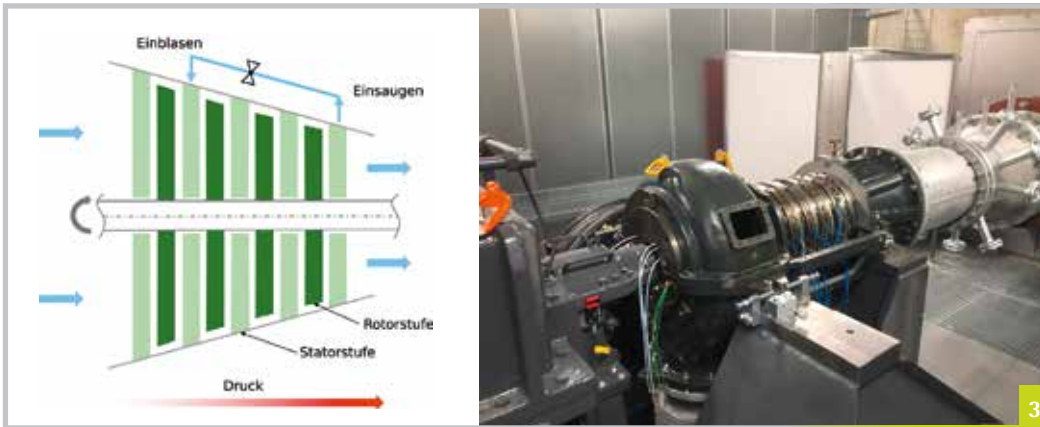 Einblasen
Einsaugen
Rotorstufe
Statorstufe
Druck
3